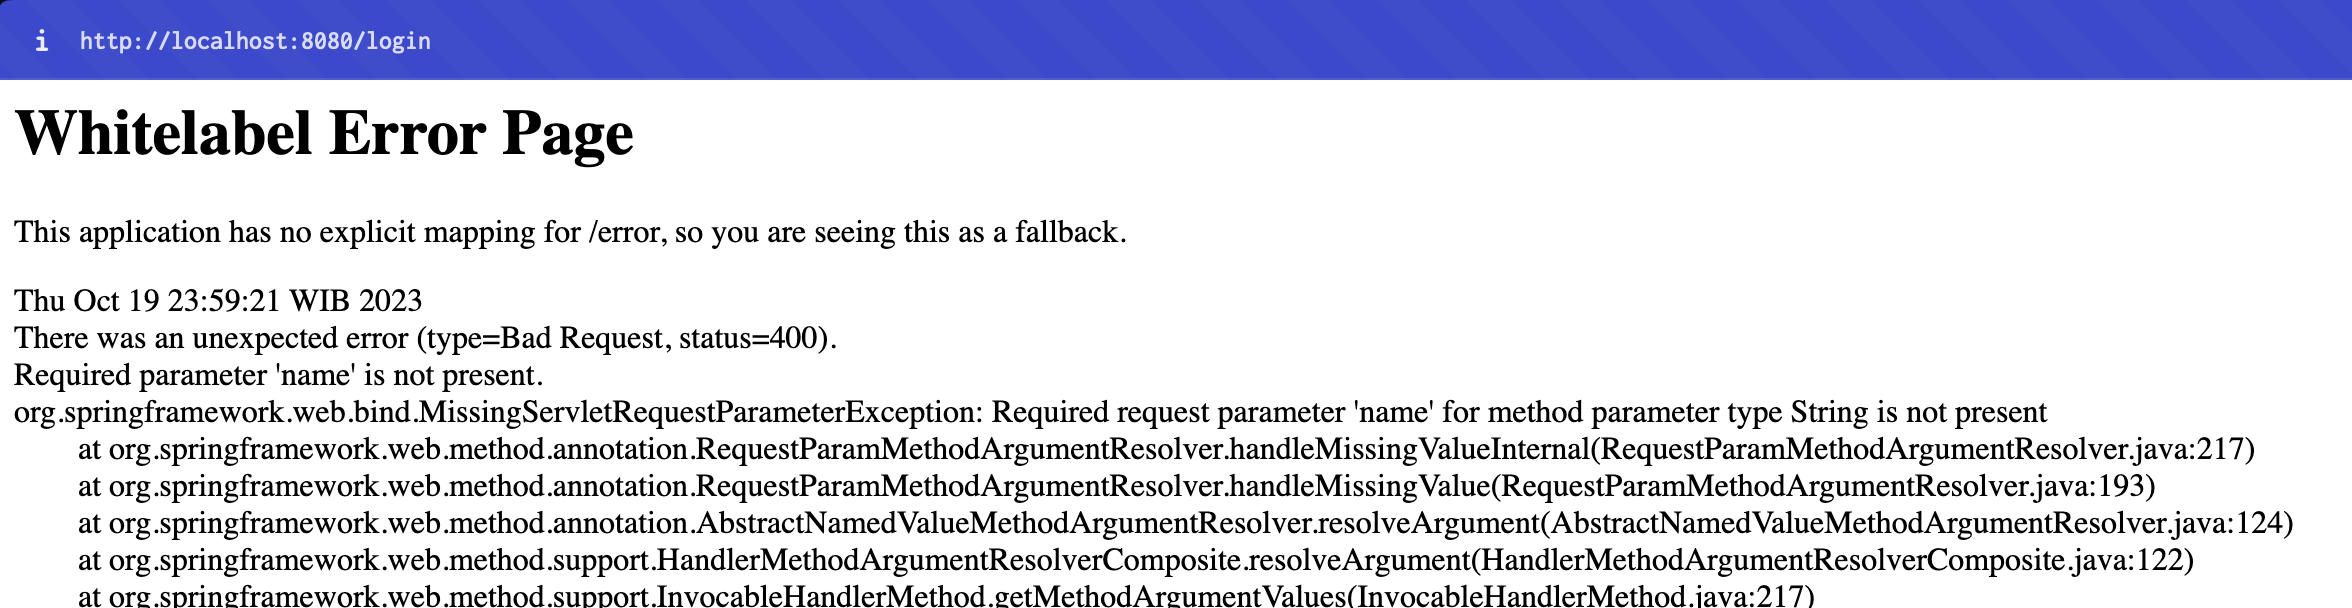 i http://localhost:8080/login
Whitelabel Error Page
This application has no explicit mapping for /error, so you are seeing this as a fallback.
Thu Oct 19 23:59:21 WIB 2023
There was an unexpected error (type=Bad Request, status=400).
Required parameter 'name' is not present.
org.springframework.web.bind.MissingServletRequestParameterException: Required request parameter 'name' for method parameter type String is not present
at org.springframework.web.method.annotation.RequestParamMethodArgumentResolver.handleMissingValueInternal(RequestParamMethodArgumentResolver.java:217)
at org.springframework.web.method.annotation.RequestParamMethodArgumentResolver.handleMissingValue(RequestParamMethodArgumentResolver.java:193)
at org.springframework.web.method.annotation.AbstractNamedValueMethodArgumentResolver.resolveArgument(AbstractNamedValueMethodArgumentResolver.java:124)
at org.springframework.web.method.support.HandlerMethodArgumentResolverComposite.resolveArgument(HandlerMethodArgumentResolverComposite.java:122)
at org.springframework.web.method.support.InvocableHandlerMethod.getMethodArgumentValues(InvocableHandlerMethod.java:217)